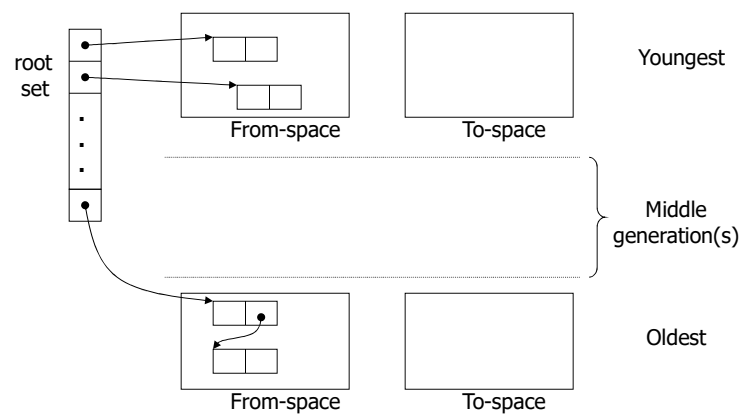 root
set
From-space
To-space
Youngest
Middle
generation(s)
From-space
To-space
Oldest